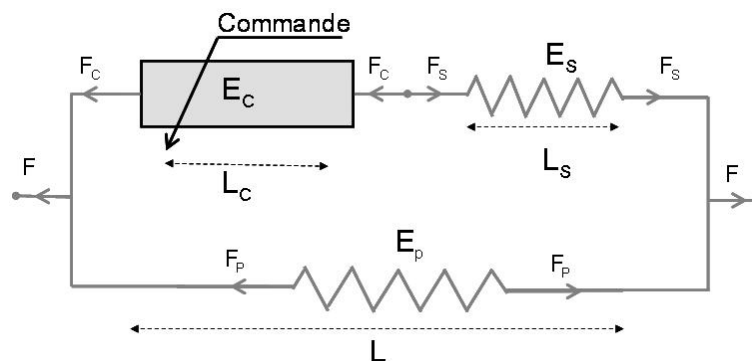 Commande
F_C
E_C
F_C
F_S
E_S
F_S
L_C
L_S
F
F
E_p
F_P
F_P
L